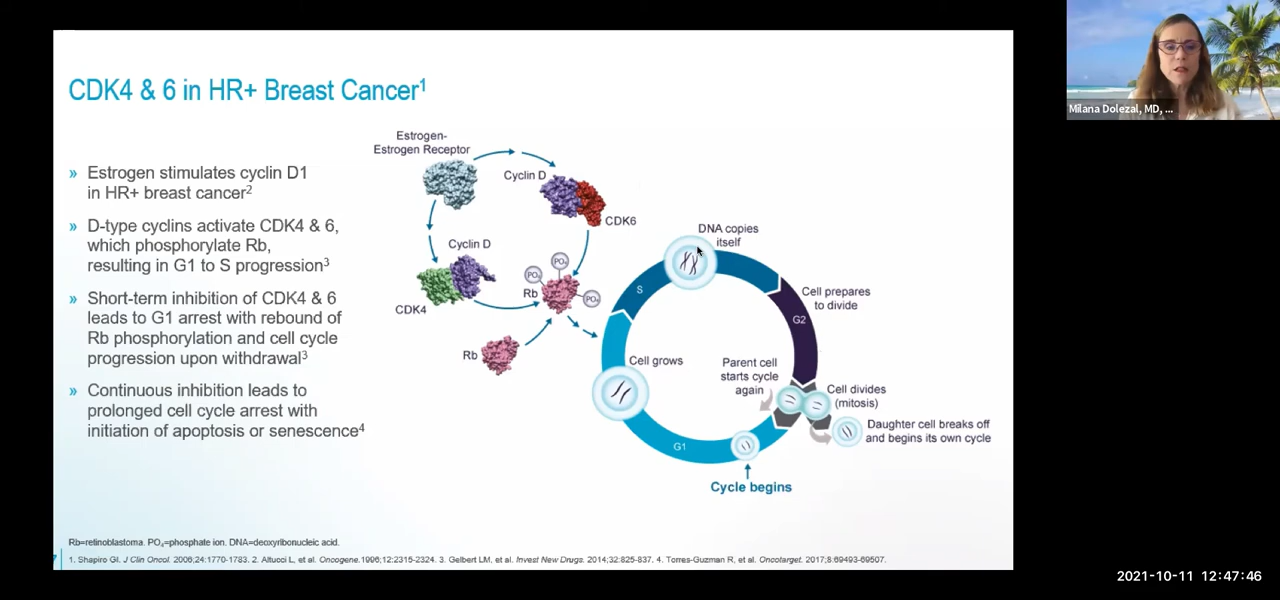 CDK4 & 6 in HR+ Breast Cancer1
» Estrogen stimulates cyclin D1
in HR+ breast cancer2
» D-type cyclins activate CDK4 & 6,
which phosphorylate Rb,
resulting in G1 to S progression3
» Short-term inhibition of CDK4 & 6
leads to G1 arrest with rebound of
Rb phosphorylation and cell cycle
progression upon withdrawal3
» Continuous inhibition leads to
prolonged cell cycle arrest with
initiation of apoptosis or senescence4
Estrogen-
Estrogen Receptor
Cyclin D
CDK6
Cyclin D
CDK4
PO4
PO4
PO4
Rb
Rb
DNA copies
itself
S
Cell prepares
to divide
G2
Cell grows
Parent cell
starts cycle
again
Cell divides
(mitosis)
Daughter cell breaks off
and begins its own cycle
G1
Cycle begins
Rb=retinoblastoma. PO4=phosphate ion. DNA=deoxyribonucleic acid.
1. Shapiro GI. J Clin Oncol. 2006;24:1770-1783. 2. Altucci L, et al. Oncogene.1996;12:2315-2324. 3. Gelbert LM, et al. Invest New Drugs. 2014;32:825-837. 4. Torres-Guzman R, et al. Oncotarget. 2017;8:69493-69507.
Milana Dolezal, MD, ...
2021-10-11 12:47:46